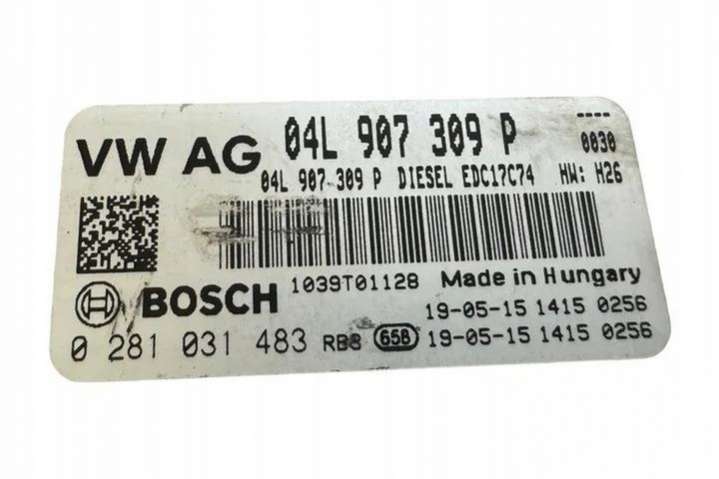 VW AG 04L 907 309 P ----
0030
04L 907-309 P DIESEL EDC17C74 HW: H26
1039T01128 Made in Hungary
BOSCH 19-05-15 1415 0256
0 281 031 483 RB8 658 19-05-15 1415 0256